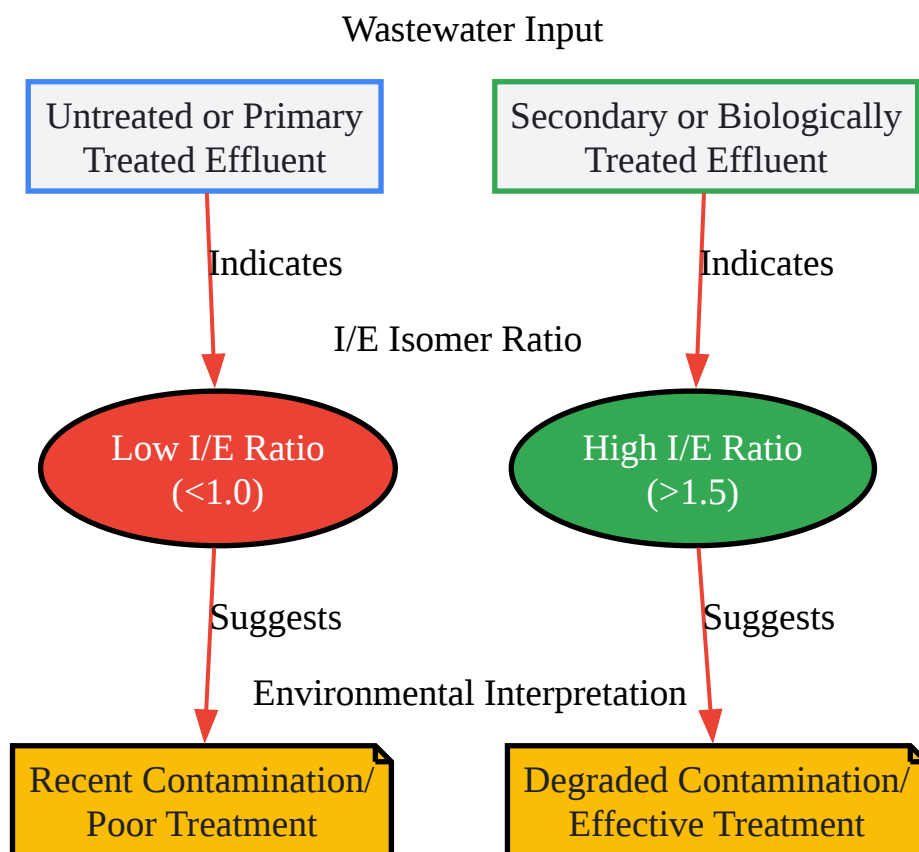 Wastewater Input
Untreated or Primary
Treated Effluent
Secondary or Biologically
Treated Effluent
Indicates
Indicates
I/E Isomer Ratio
Low I/E Ratio
(<1.0)
High I/E Ratio
(>1.5)
Suggests
Suggests
Environmental Interpretation
Recent Contamination/
Poor Treatment
Degraded Contamination/
Effective Treatment